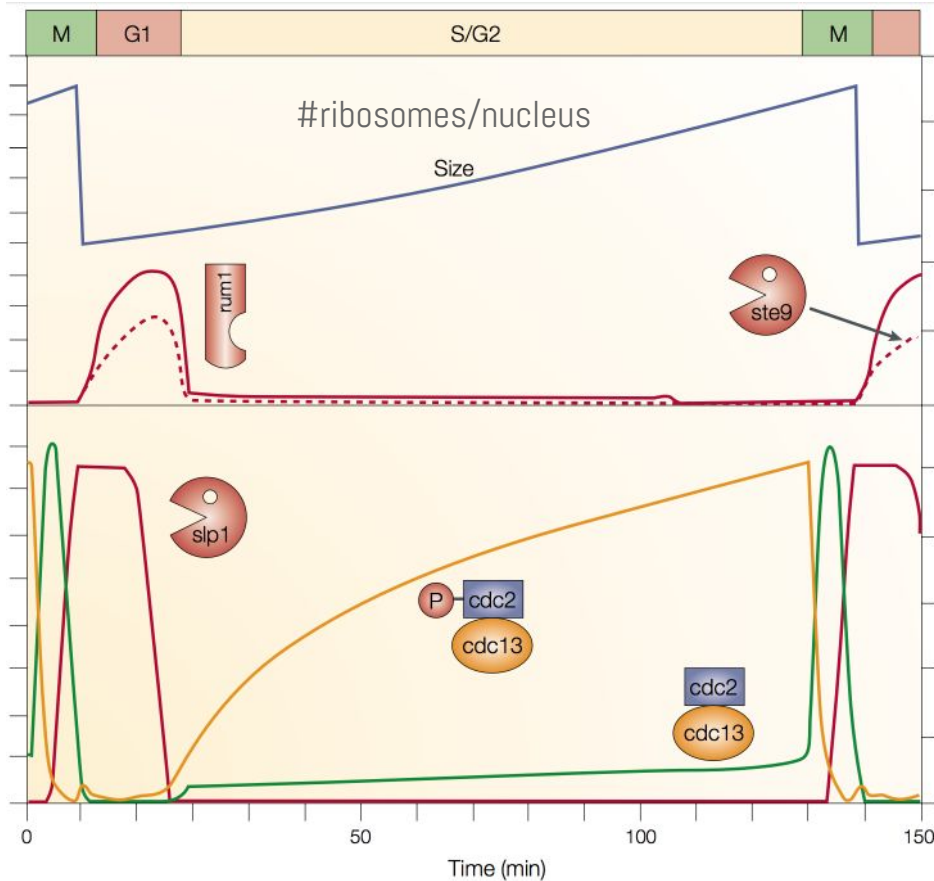 M G1 S/G2 M
#ribosomes/nucleus
Size
rum1
ste9
slp1
P cdc2
cdc13
cdc2
cdc13
0 50 100 150
Time (min)